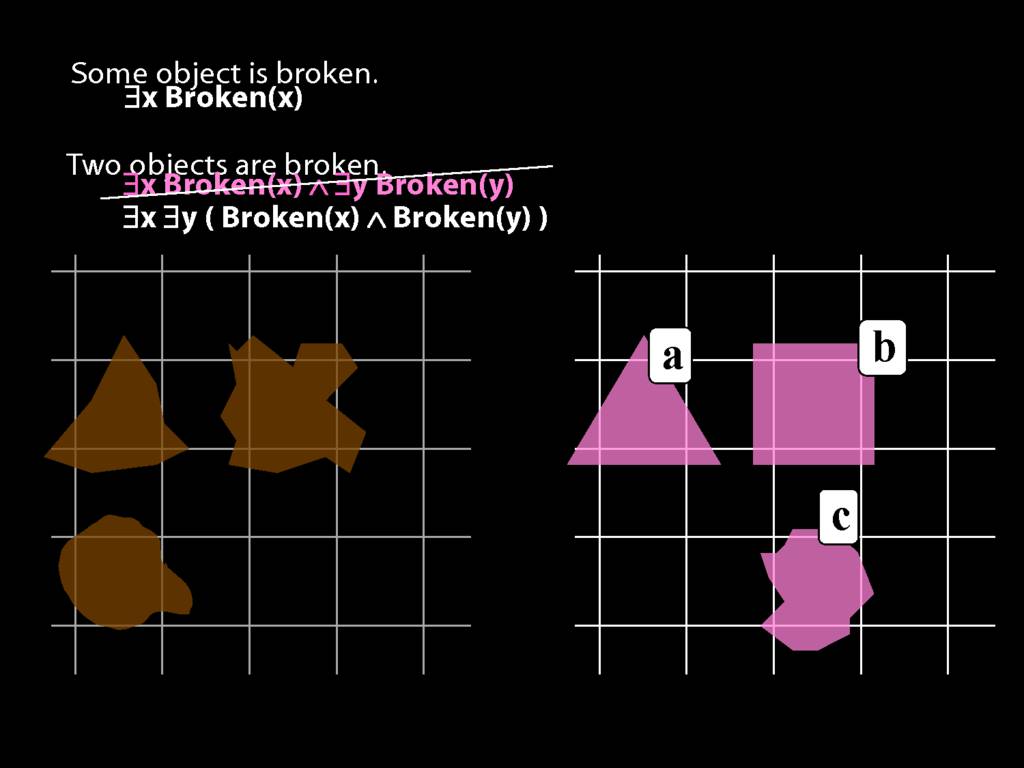 Some object is broken.
∃x Broken(x)
Two objects are broken.
∃x Broken(x) ∧ ∃y Broken(y)
∃x ∃y ( Broken(x) ∧ Broken(y) )
a
b
c